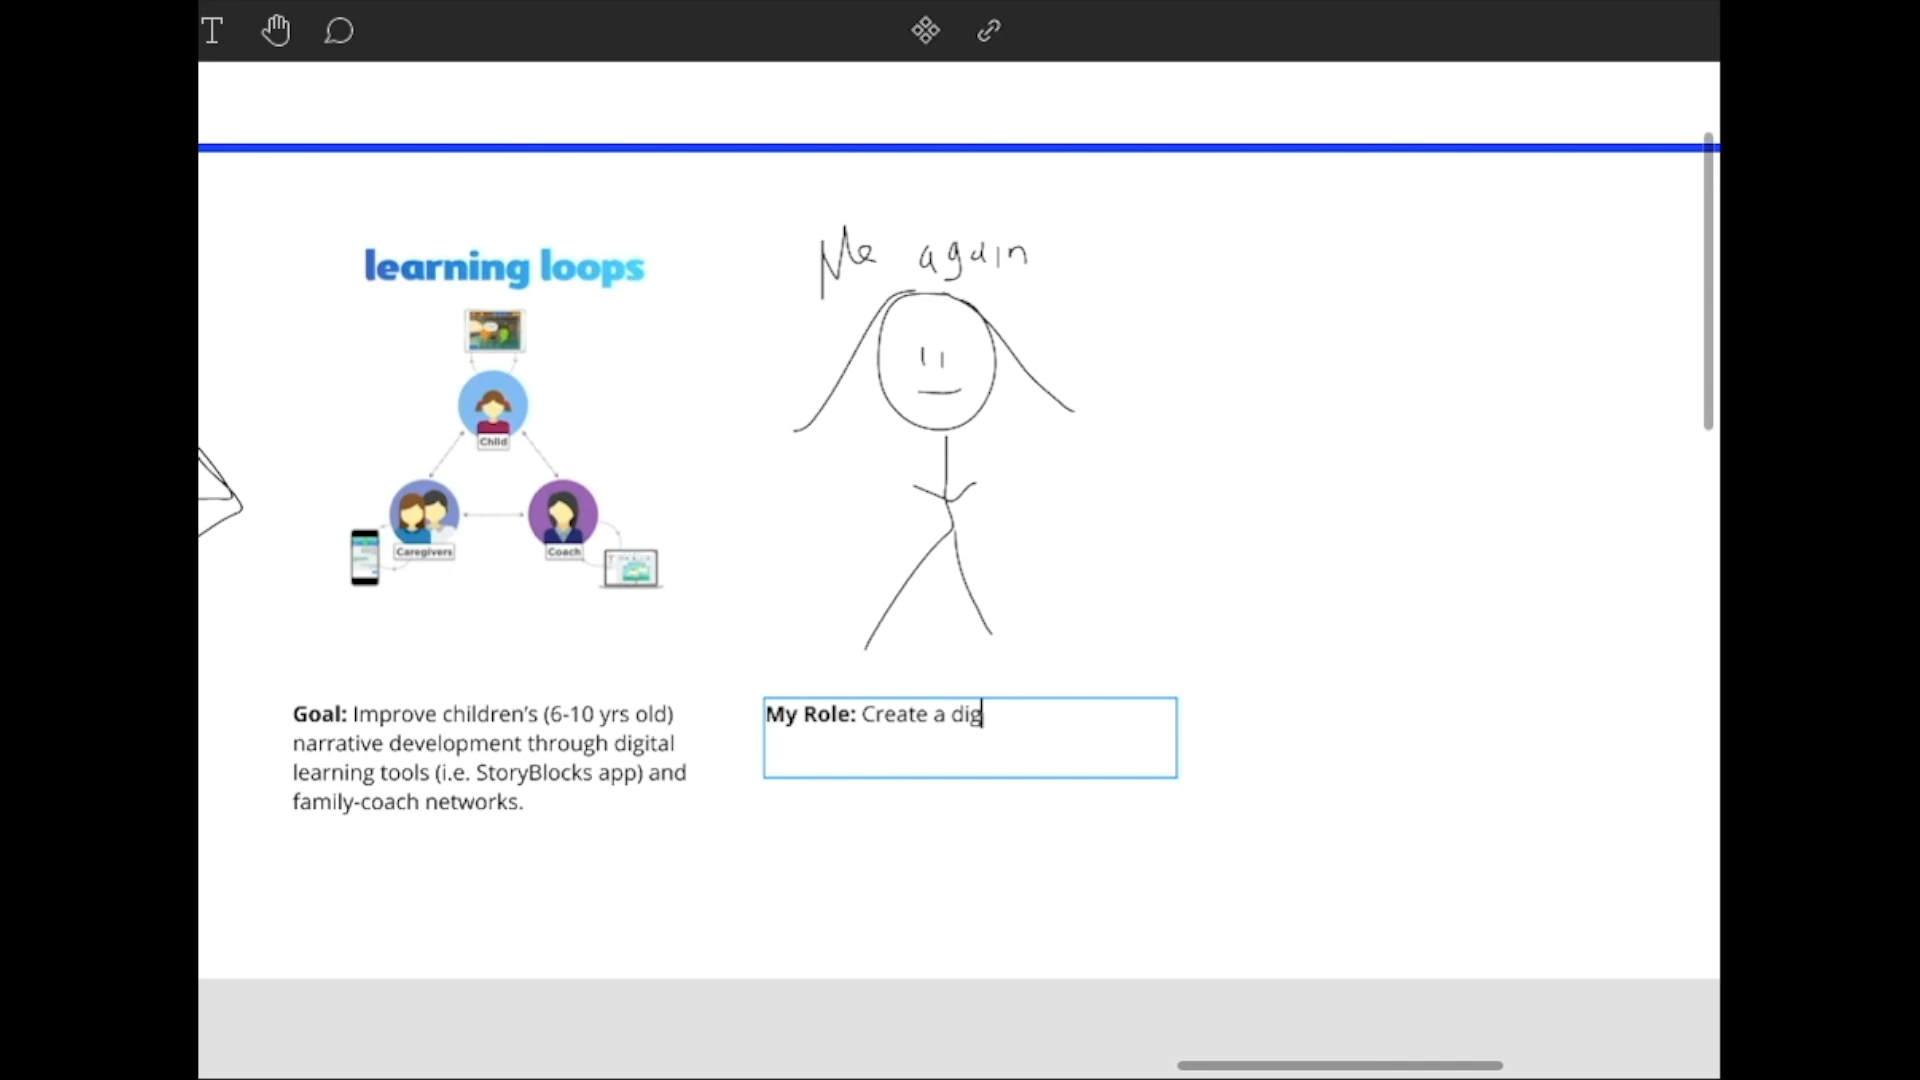 learning loops
Me again
Child
Caregivers
Coach
Goal: Improve children's (6-10 yrs old)
narrative development through digital
learning tools (i.e. StoryBlocks app) and
family-coach networks.
My Role: Create a dig